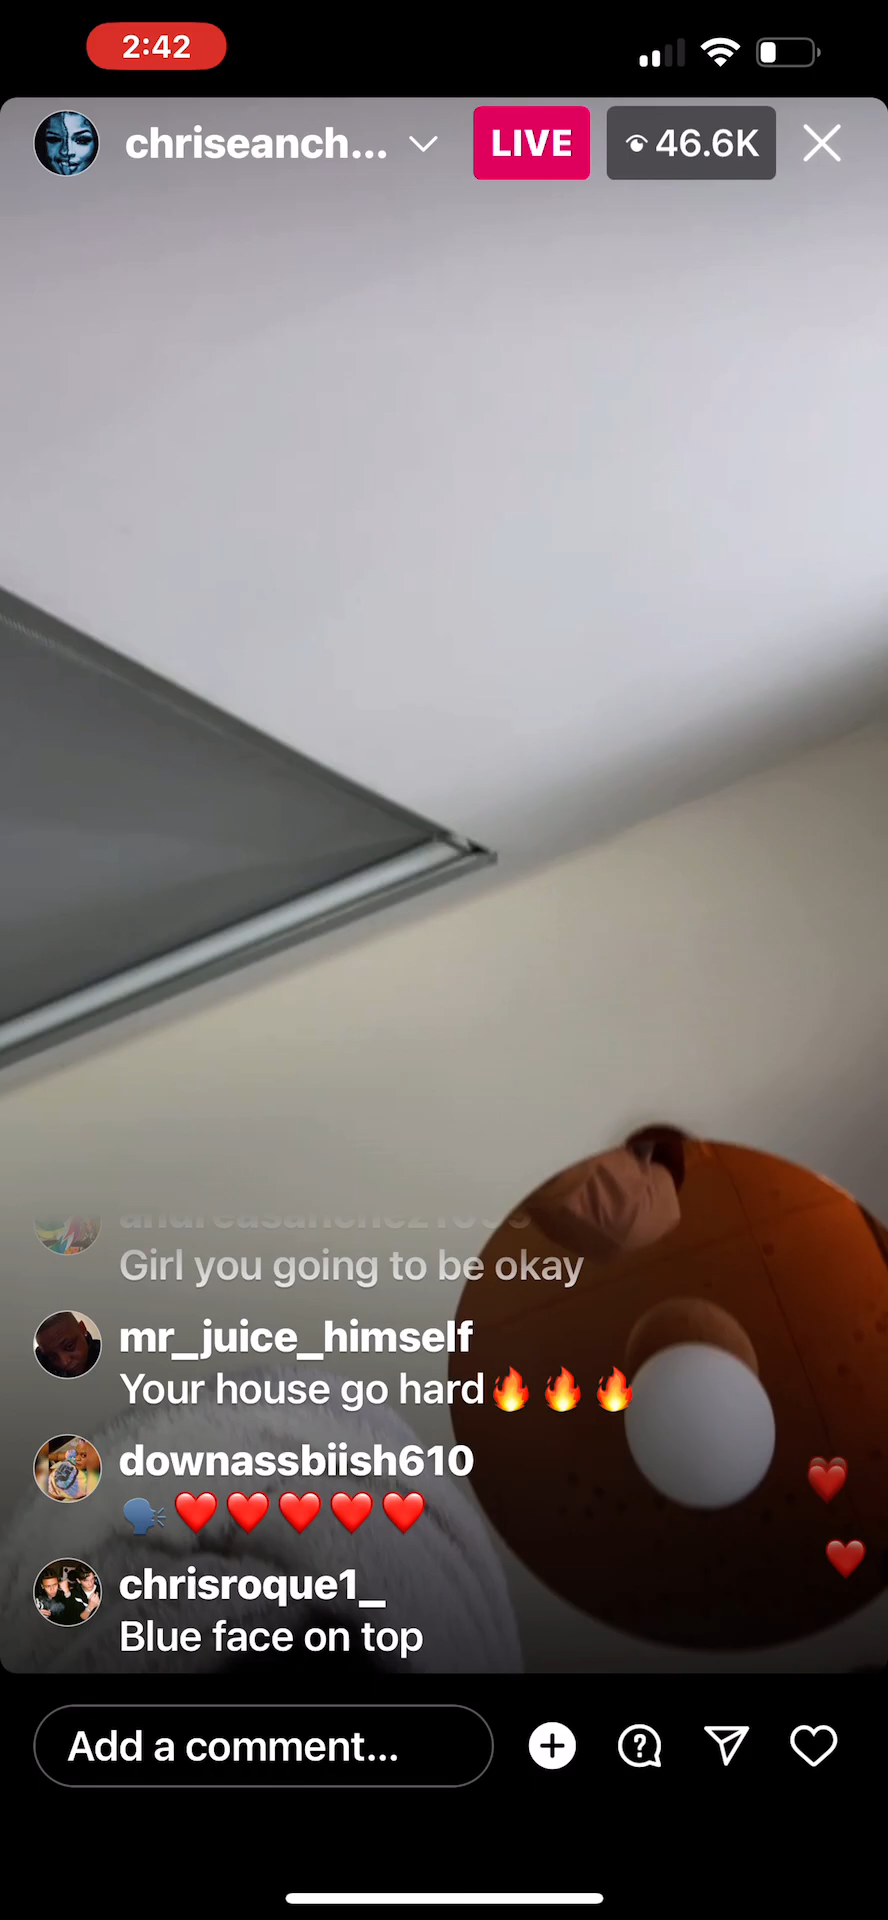 2:42
chriseanch...
LIVE
46.6K
Girl you going to be okay
mr_juice_himself
Your house go hard🔥🔥🔥
downassbiish610
🗣️❤️❤️❤️❤️❤️
chrisroque1_
Blue face on top
Add a comment...